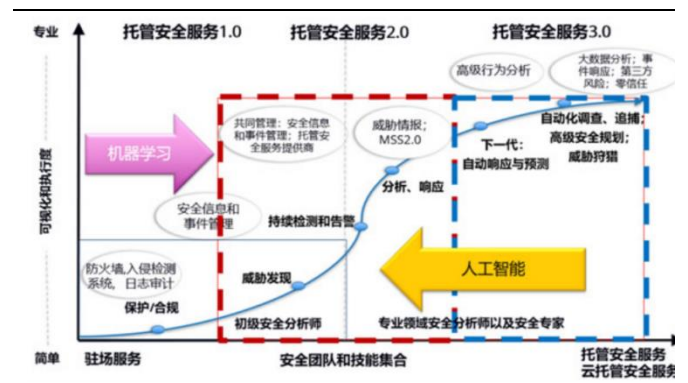 专业
托管安全服务1.0
托管安全服务2.0
托管安全服务3.0
高级行为分析
大数据分析；事
件响应；第三方
风险；零信任
共同管理：安全信息
和事件管理；托管安
全服务提供商
威胁情报；
MSS2.0
机器学习
自动化调查、追捕；
高级安全规划；
威胁狩猎
下一代：
自动响应与预测
分析、响应
可视化和执行度
安全信息和
事件管理
持续检测和告警
防火墙,入侵检测
系统，日志审计
威胁发现
人工智能
保护/合规
初级安全分析师
专业领域安全分析师以及安全专家
简单
驻场服务
安全团队和技能集合
托管安全服务
云托管安全服务